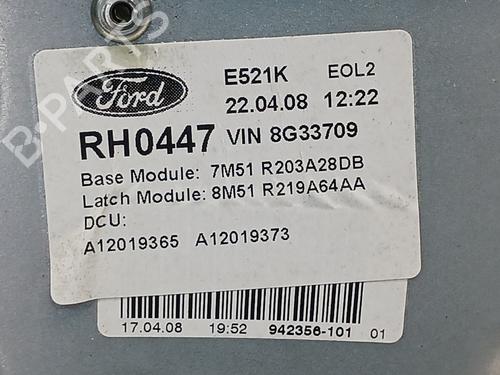 Ford
E521K EOL2
22.04.08 12:22
RH0447 VIN 8G33709
Base Module: 7M51 R203A28DB
Latch Module: 8M51 R219A64AA
DCU:
A12019365 A12019373
17.04.08 19:52 942356-101 01
B-PARTS